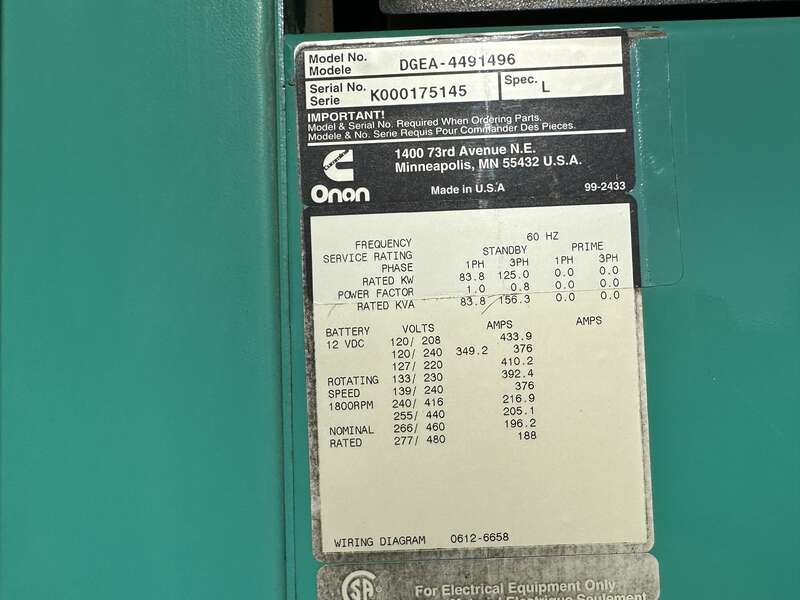 Model No. DGEA-4491496
Modele
Serial No. K000175145 Spec. L
Serie
IMPORTANT!
Model & Serial No. Required When Ordering Parts.
Modele & No. Serie Requis Pour Commander Des Pieces.
1400 73rd Avenue N.E.
Minneapolis, MN 55432 U.S.A.
Onan
Made in U.S.A 99-2433
FREQUENCY 60 HZ
SERVICE RATING STANDBY PRIME
PHASE 1PH 3PH 1PH 3PH
RATED KW 83.8 125.0 0.0 0.0
POWER FACTOR 1.0 0.8 0.0 0.0
RATED KVA 83.8 156.3 0.0 0.0
BATTERY VOLTS AMPS AMPS
12 VDC 120/ 208 433.9
120/ 240 349.2 376
127/ 220 410.2
ROTATING 133/ 230 392.4
SPEED 139/ 240 376
1800RPM 240/ 416 216.9
255/ 440 205.1
NOMINAL 266/ 460 196.2
RATED 277/ 480 188
WIRING DIAGRAM 0612-6658
For Electrical Equipment Only